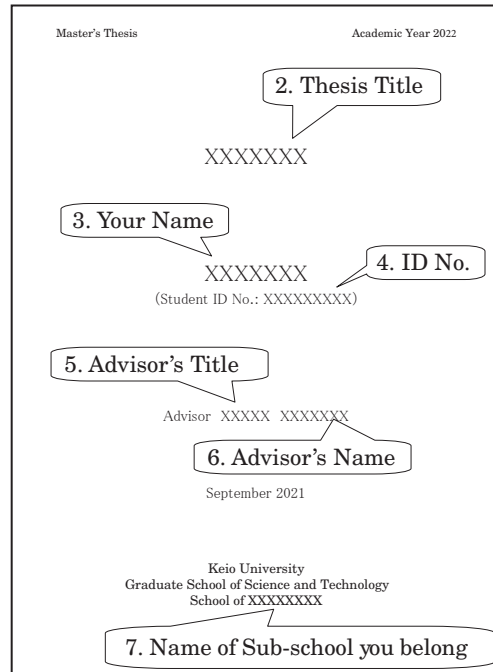 Master's Thesis Academic Year 2022
2. Thesis Title
XXXXXXX
3. Your Name
XXXXXXX
4. ID No.
(Student ID No.: XXXXXXXXX)
5. Advisor's Title
Advisor XXXXX XXXXXXX
6. Advisor's Name
September 2021
Keio University
Graduate School of Science and Technology
School of XXXXXXXX
7. Name of Sub-school you belong